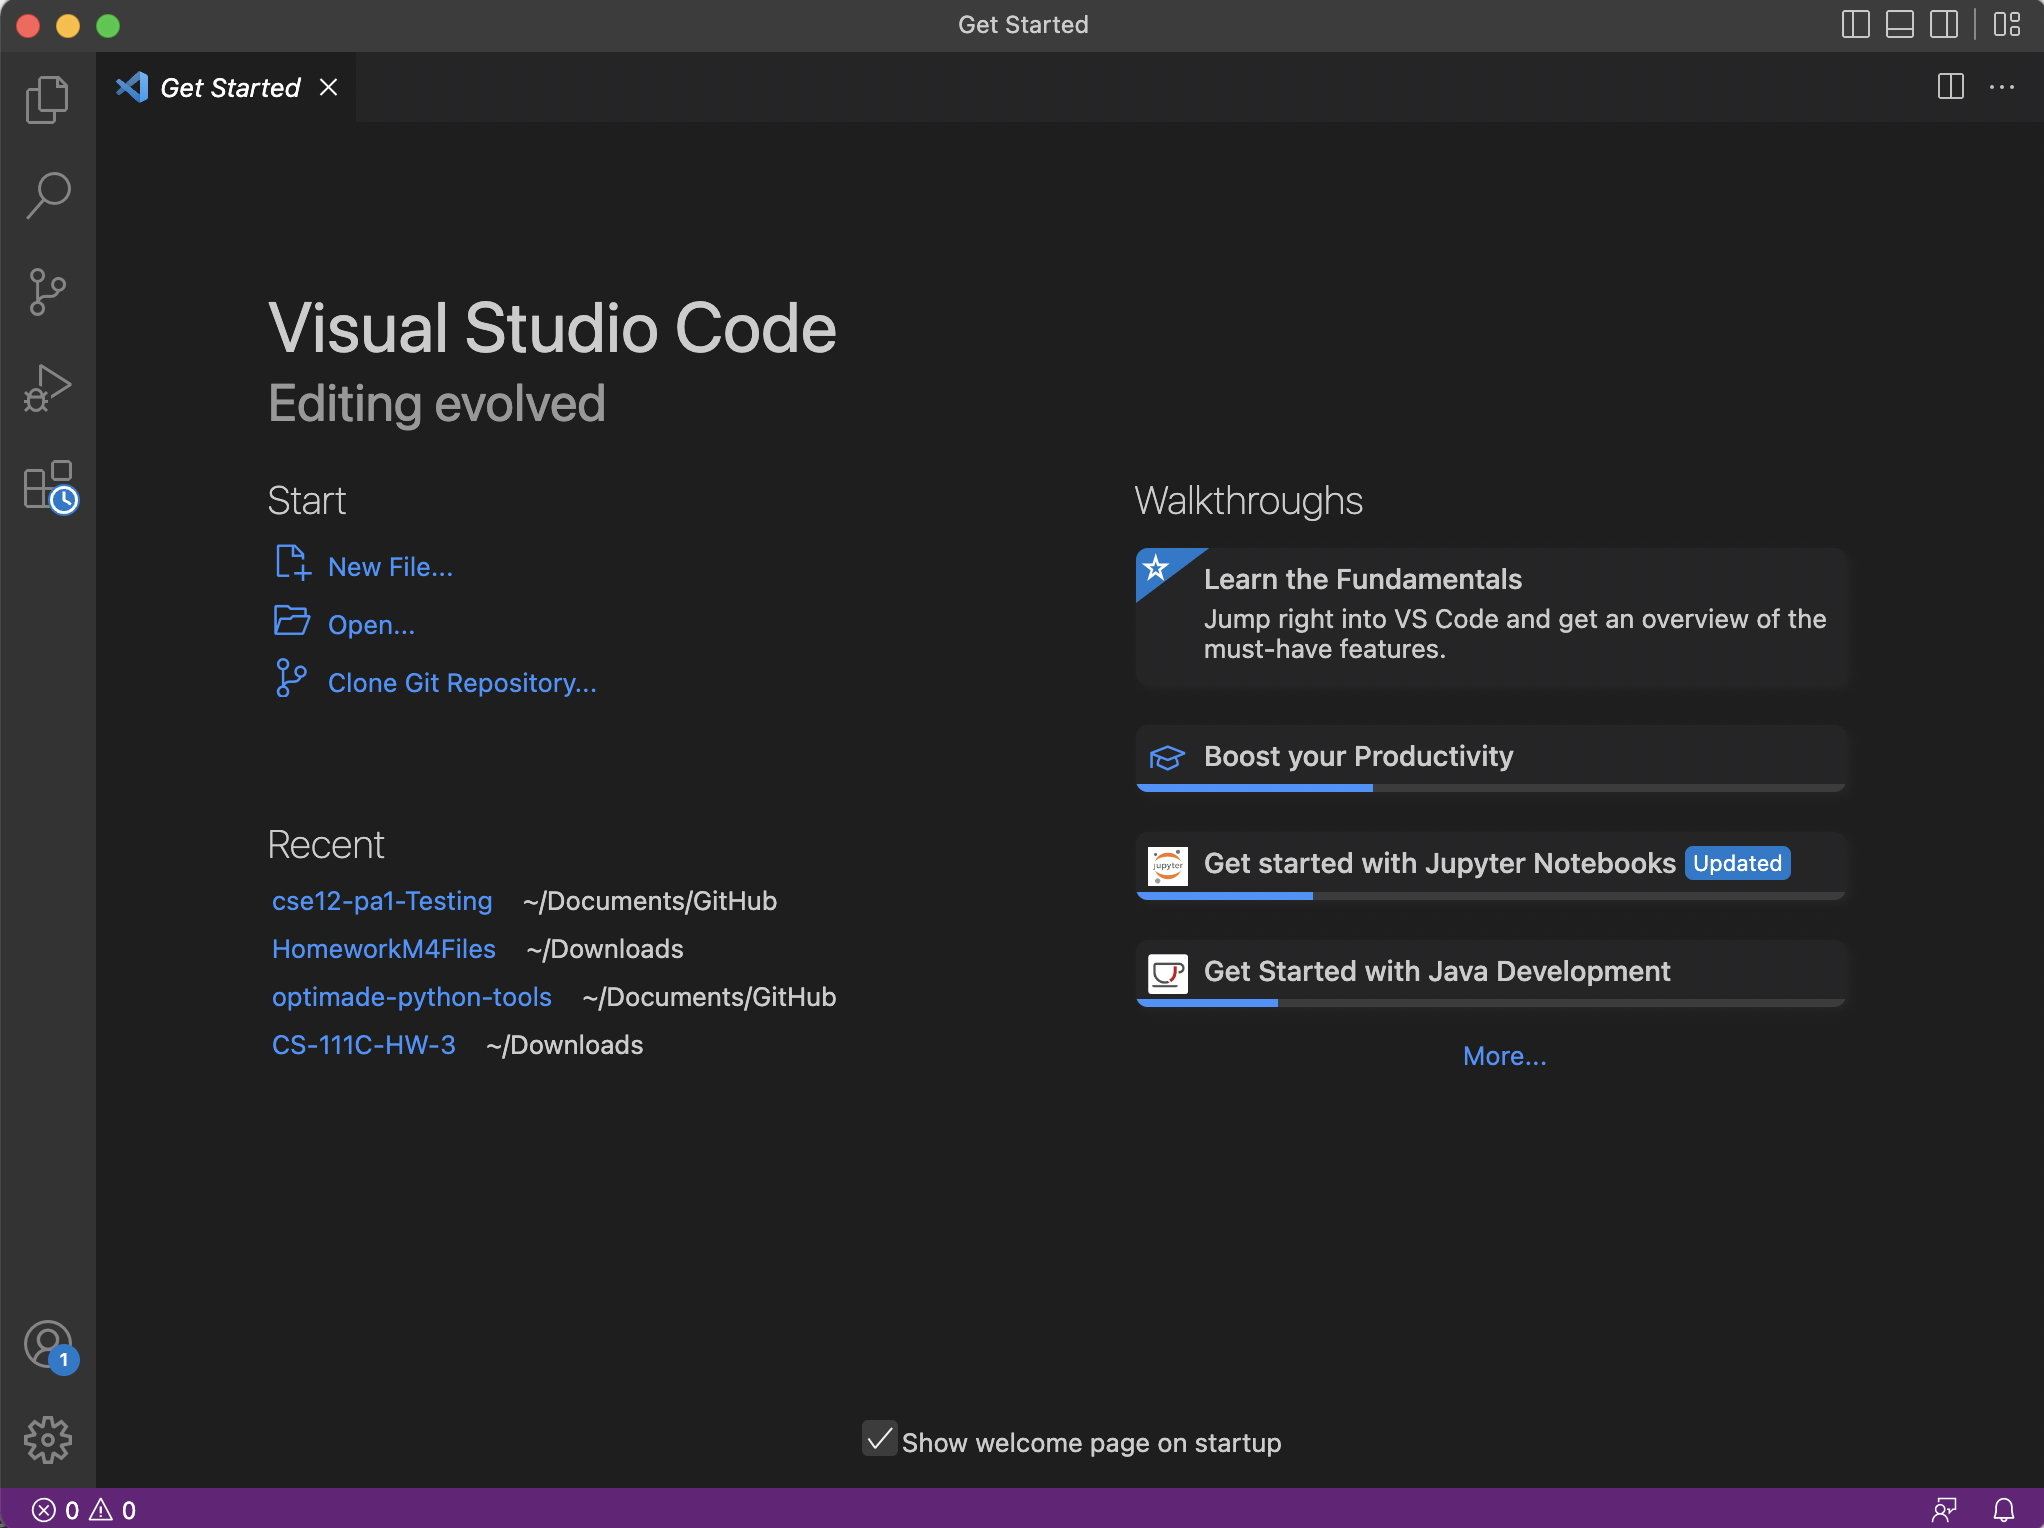 Get Started
Get Started
Visual Studio Code
Editing evolved
Start
New File...
Open...
Clone Git Repository...
Recent
cse12-pa1-Testing ~/Documents/GitHub
HomeworkM4Files ~/Downloads
optimade-python-tools ~/Documents/GitHub
CS-111C-HW-3 ~/Downloads
Walkthroughs
Learn the Fundamentals
Jump right into VS Code and get an overview of the
must-have features.
Boost your Productivity
jupyter
Get started with Jupyter Notebooks Updated
Get Started with Java Development
More...
1
Show welcome page on startup
0 0